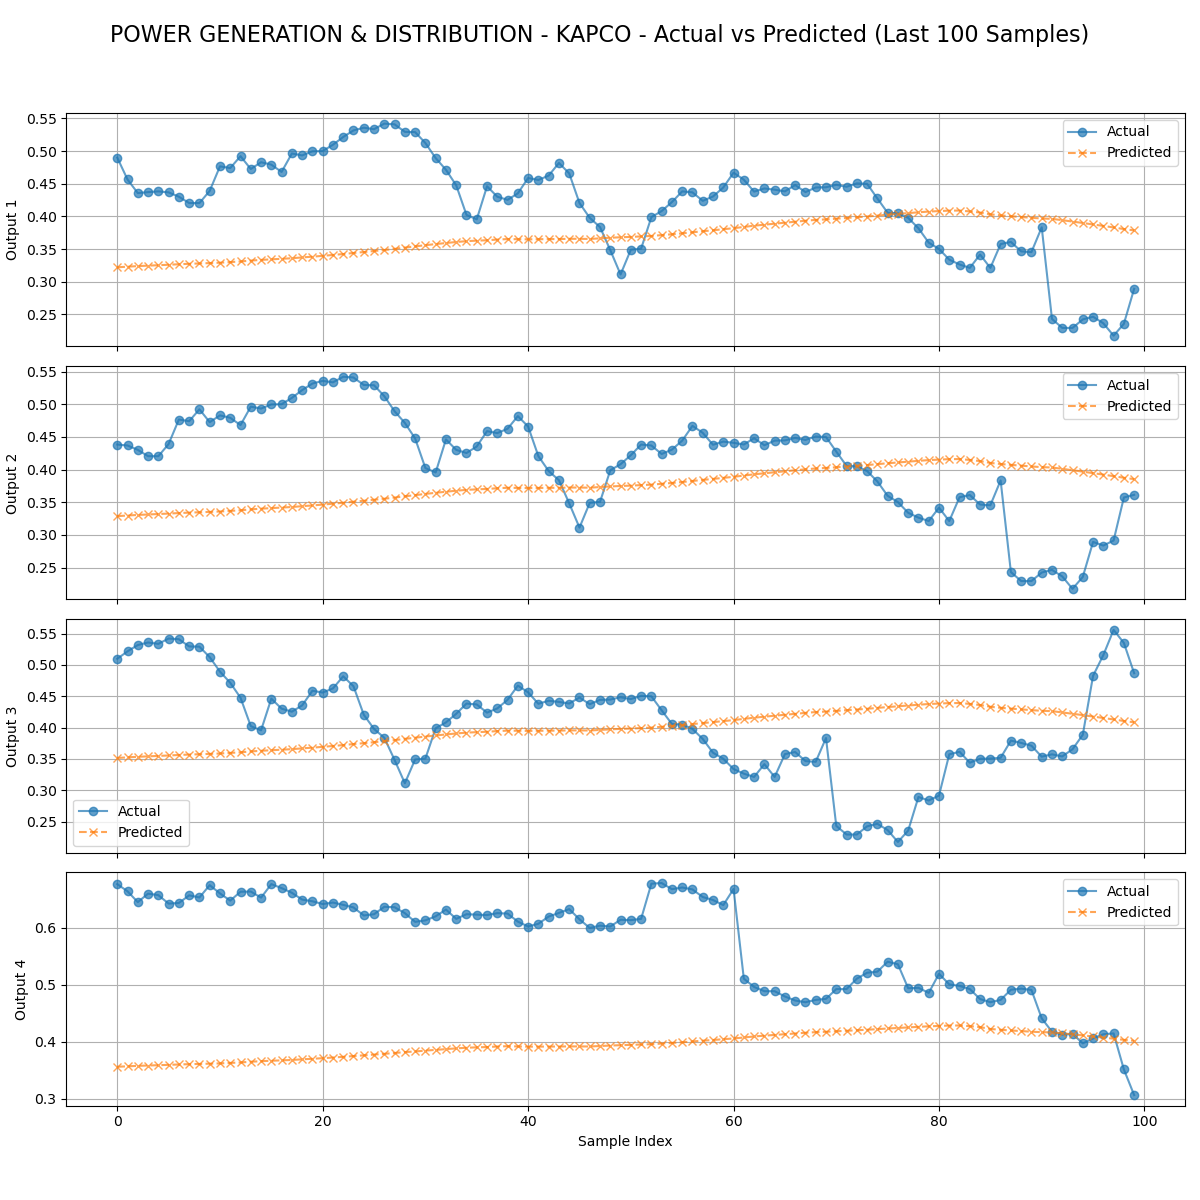 POWER GENERATION & DISTRIBUTION - KAPCO - Actual vs Predicted (Last 100 Samples)
0.55
0.50
0.45
0.40
0.35
0.30
0.25
Output 1
Actual
Predicted
0.55
0.50
0.45
0.40
0.35
0.30
0.25
Output 2
Actual
Predicted
0.55
0.50
0.45
0.40
0.35
0.30
0.25
Output 3
Actual
Predicted
0.6
0.5
0.4
0.3
Output 4
Actual
Predicted
0 20 40 60 80 100
Sample Index